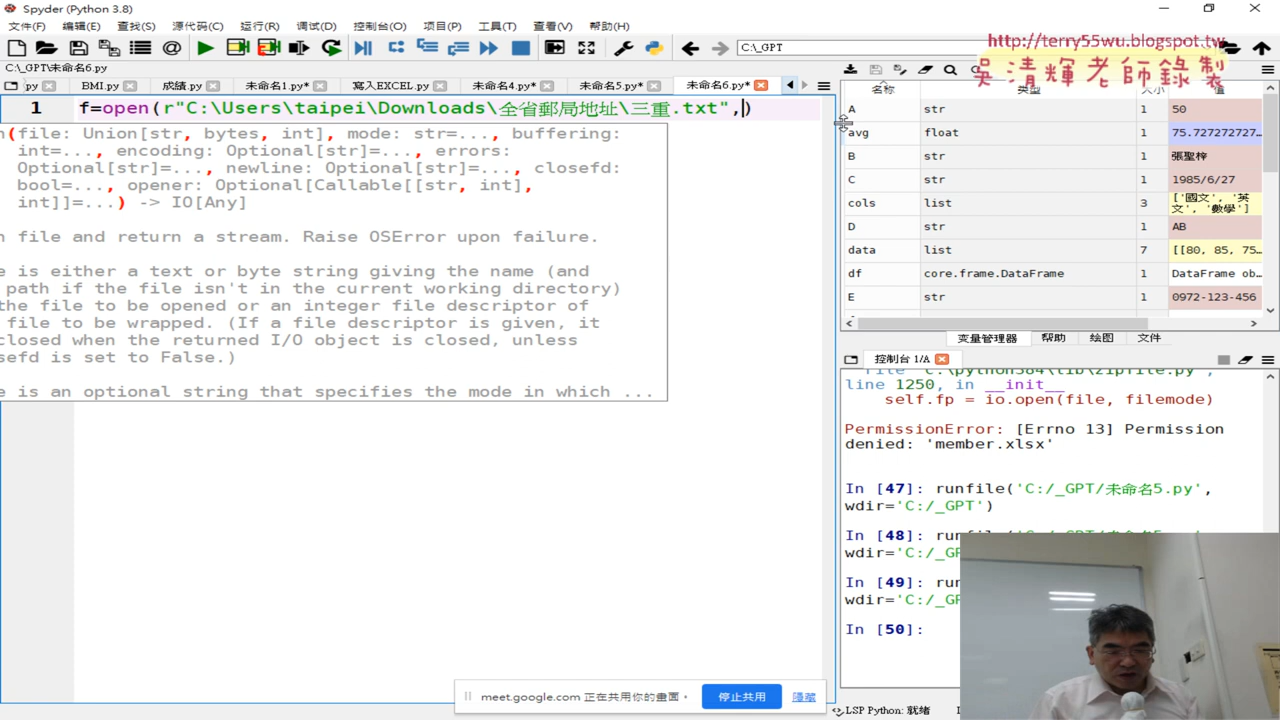 Spyder (Python 3.8)
文件(F) 编辑(E) 查找(S) 源代码(C) 运行(R) 调试(D) 控制台(O) 项目(P) 工具(T) 查看(V) 帮助(H)
C:\_GPT
http://terry55wu.blogspot.tw
吳清輝老師錄製
C:\_GPT\未命名6.py
py BMI.py 成績.py 未命名1.py* 寫入EXCEL.py 未命名4.py* 未命名5.py* 未命名6.py*
1 f=open(r"C:\Users\taipei\Downloads\全省郵局地址\三重.txt",)
n(file: Union[str, bytes, int], mode: str=..., buffering:
int=..., encoding: Optional[str]=..., errors:
Optional[str]=..., newline: Optional[str]=..., closefd:
bool=..., opener: Optional[Callable[[str, int],
int]]=...) -> IO[Any]
n file and return a stream. Raise OSError upon failure.
e is either a text or byte string giving the name (and
path if the file isn't in the current working directory)
the file to be opened or an integer file descriptor of
file to be wrapped. (If a file descriptor is given, it
closed when the returned I/O object is closed, unless
sefd is set to False.)
e is an optional string that specifies the mode in which ...
名称 类型 大小 值
A str 1 50
avg float 1 75.727272727…
B str 1 張聖梓
C str 1 1985/6/27
cols list 3 ['國文', '英文', '數學']
D str 1 AB
data list 7 [[80, 85, 75…
df core.frame.DataFrame 1 DataFrame ob…
E str 1 0972-123-456
变量管理器 帮助 绘图 文件
控制台 1/A
File "c:\python384\lib\zipfile.py",
line 1250, in __init__
self.fp = io.open(file, filemode)
PermissionError: [Errno 13] Permission
denied: 'member.xlsx'
In [47]: runfile('C:/_GPT/未命名5.py',
wdir='C:/_GPT')
In [48]:
wdir='C:/_G
In [49]: run
wdir='C:/_G
In [50]:
meet.google.com 正在共用你的畫面。 停止共用 隱藏
LSP Python: 就绪